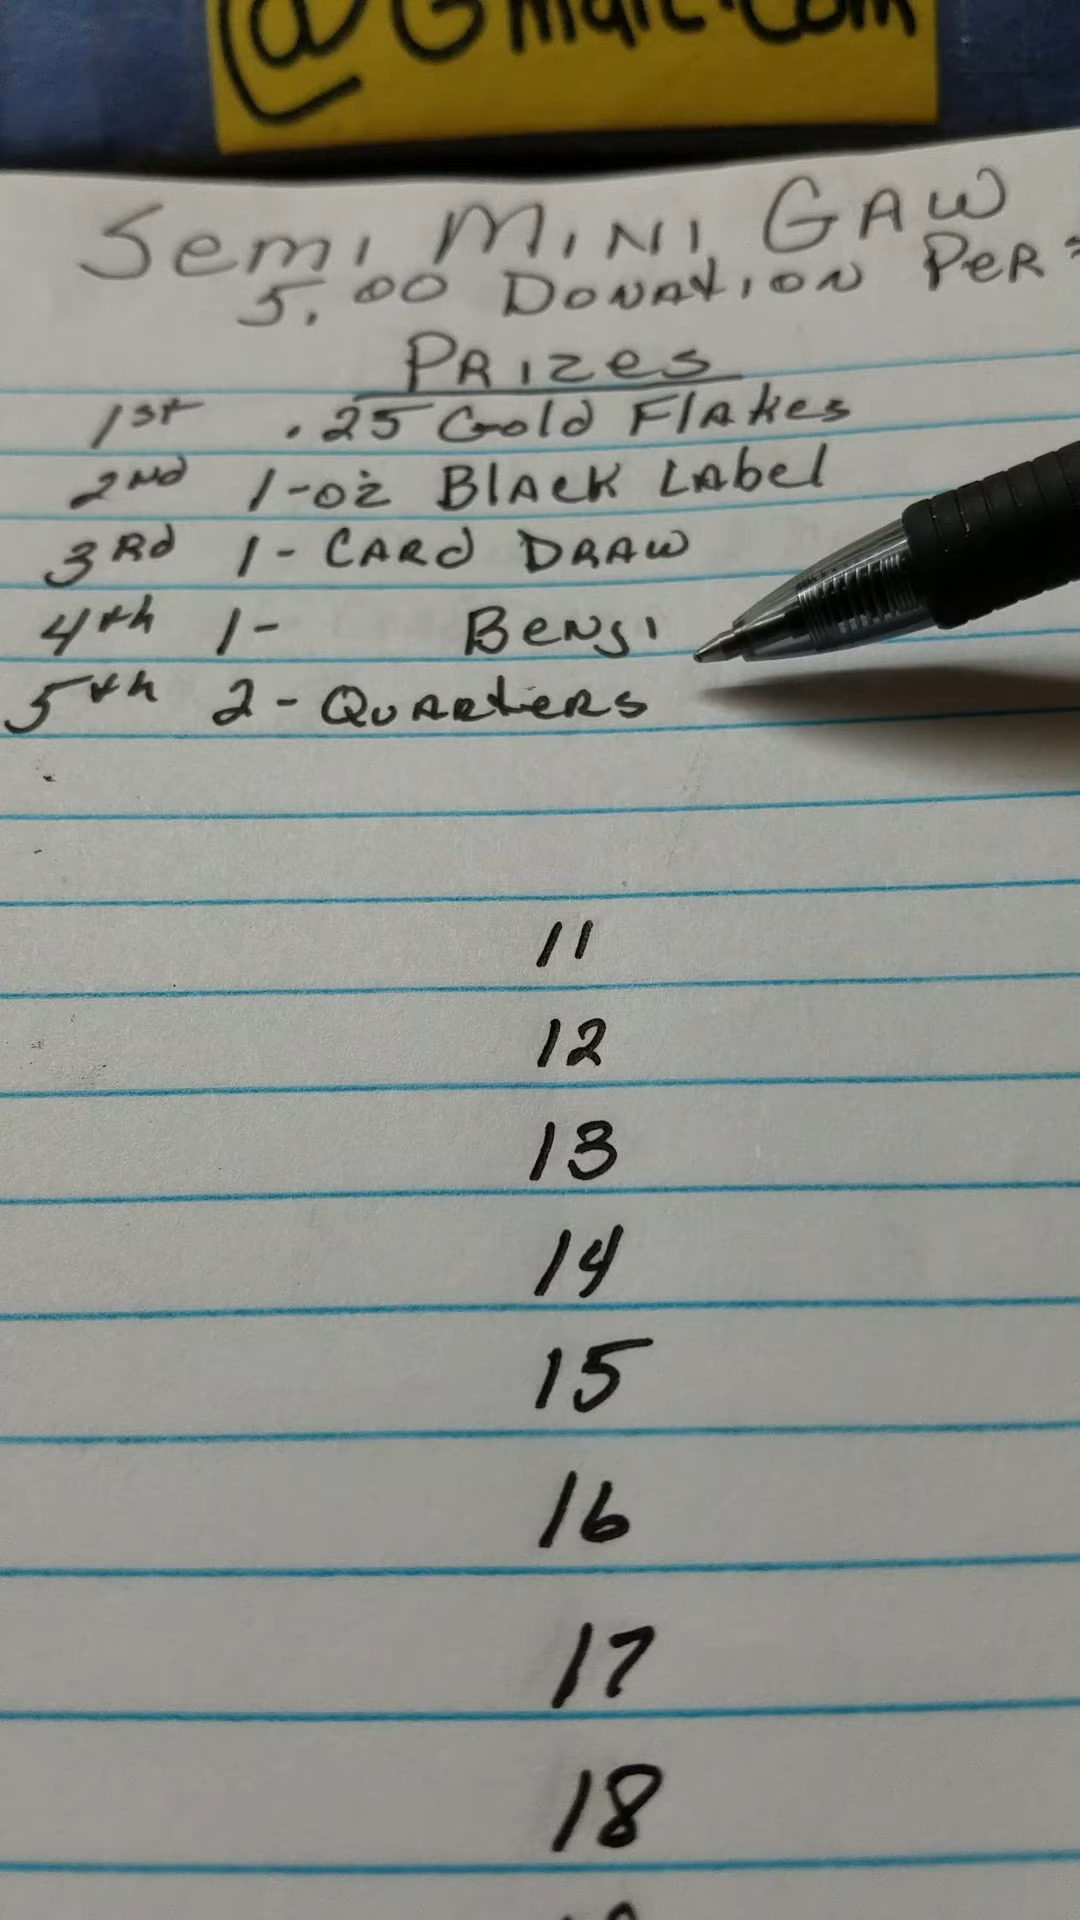 @Gmail.com
Semi Mini GAW
5.00 Donation Per
Prizes
1st .25 Gold Flakes
2nd 1-oz Black Label
3rd 1-Card Draw
4th 1- Benji
5th 2-Quarters
11
12
13
14
15
16
17
18